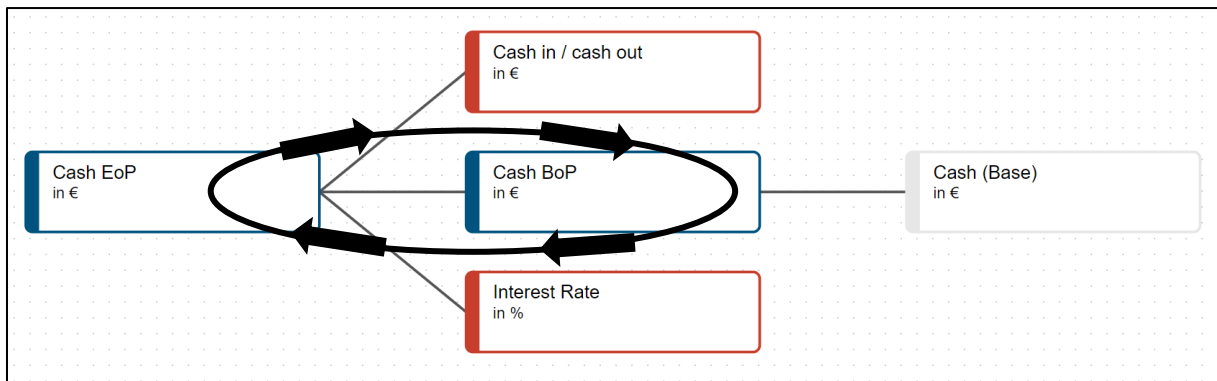 Cash in / cash out
in €
Cash EoP
in €
Cash BoP
in €
Cash (Base)
in €
Interest Rate
in %